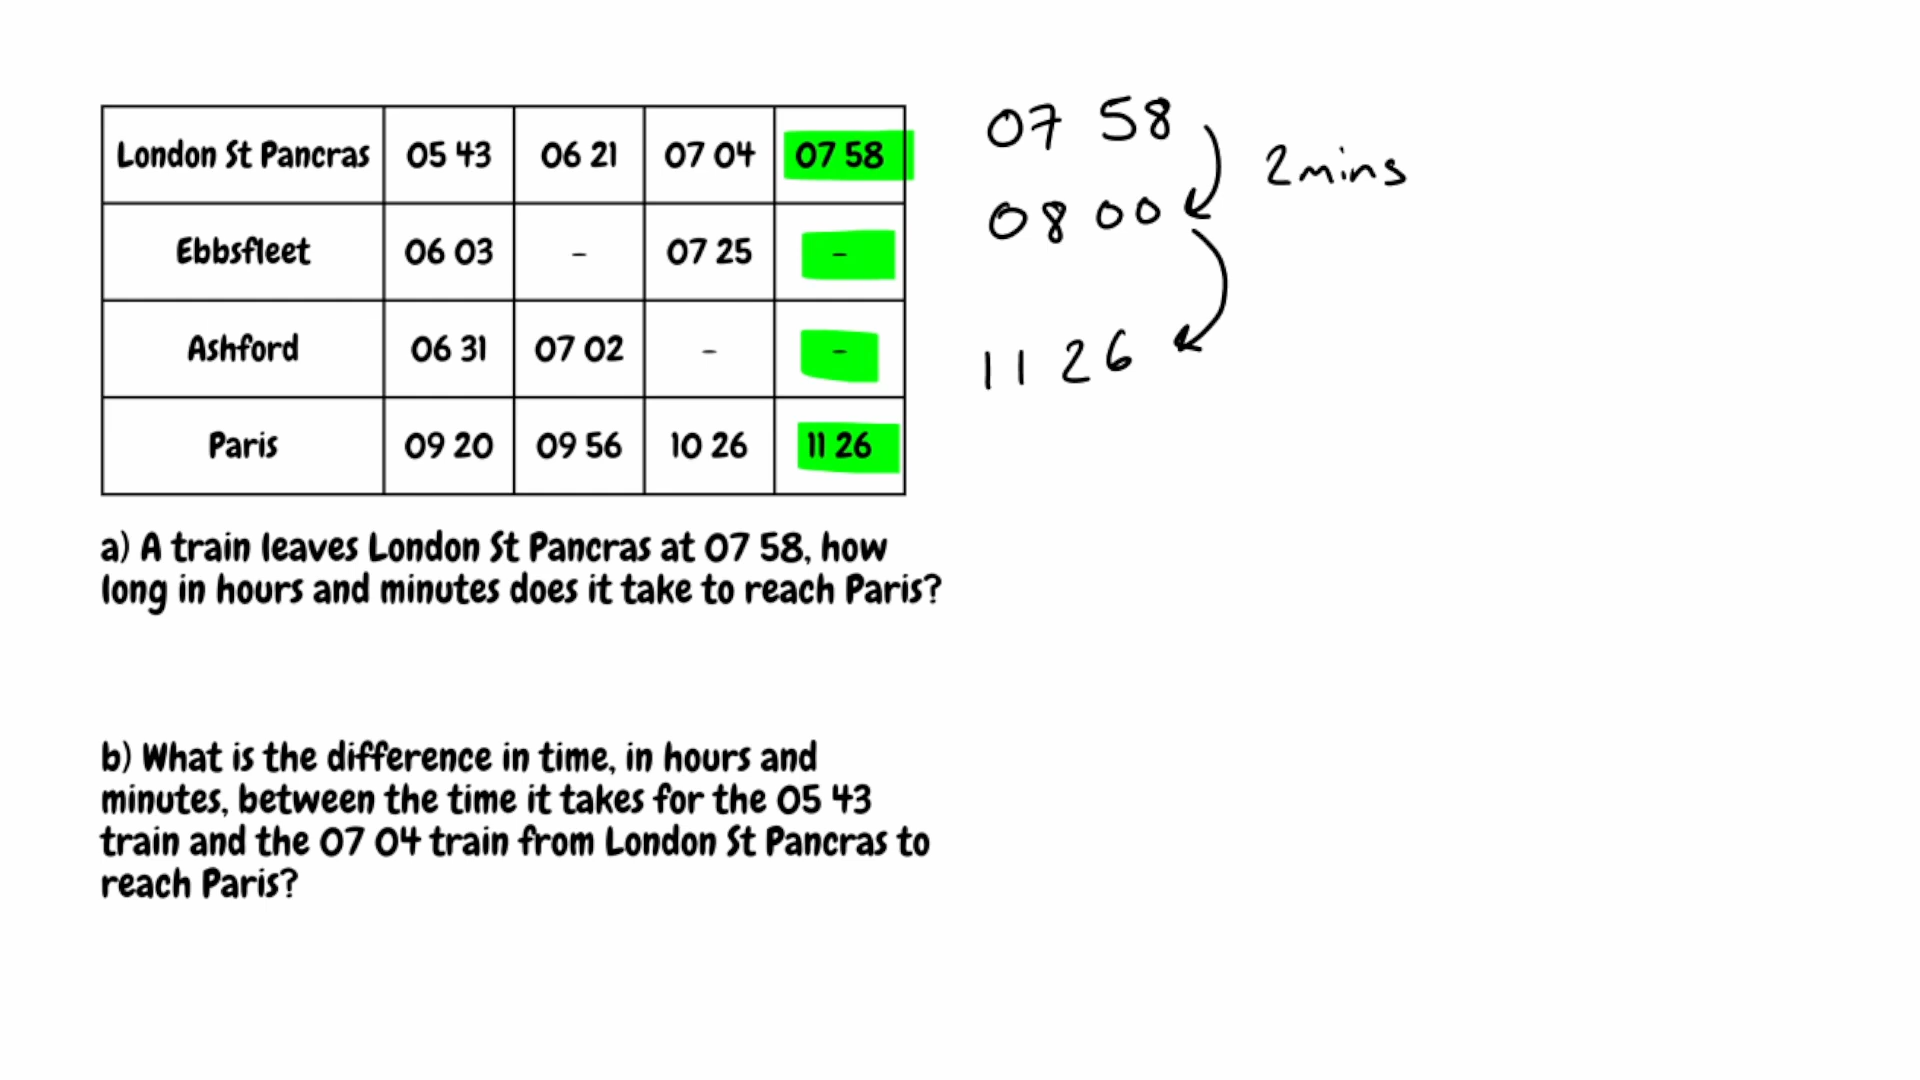 London St Pancras 05 43 06 21 07 04 07 58
Ebbsfleet 06 03 - 07 25 -
Ashford 06 31 07 02 - -
Paris 09 20 09 56 10 26 11 26
07 58
2 mins
08 00
11 26
a) A train leaves London St Pancras at 07 58, how
long in hours and minutes does it take to reach Paris?
b) What is the difference in time, in hours and
minutes, between the time it takes for the 05 43
train and the 07 04 train from London St Pancras to
reach Paris?